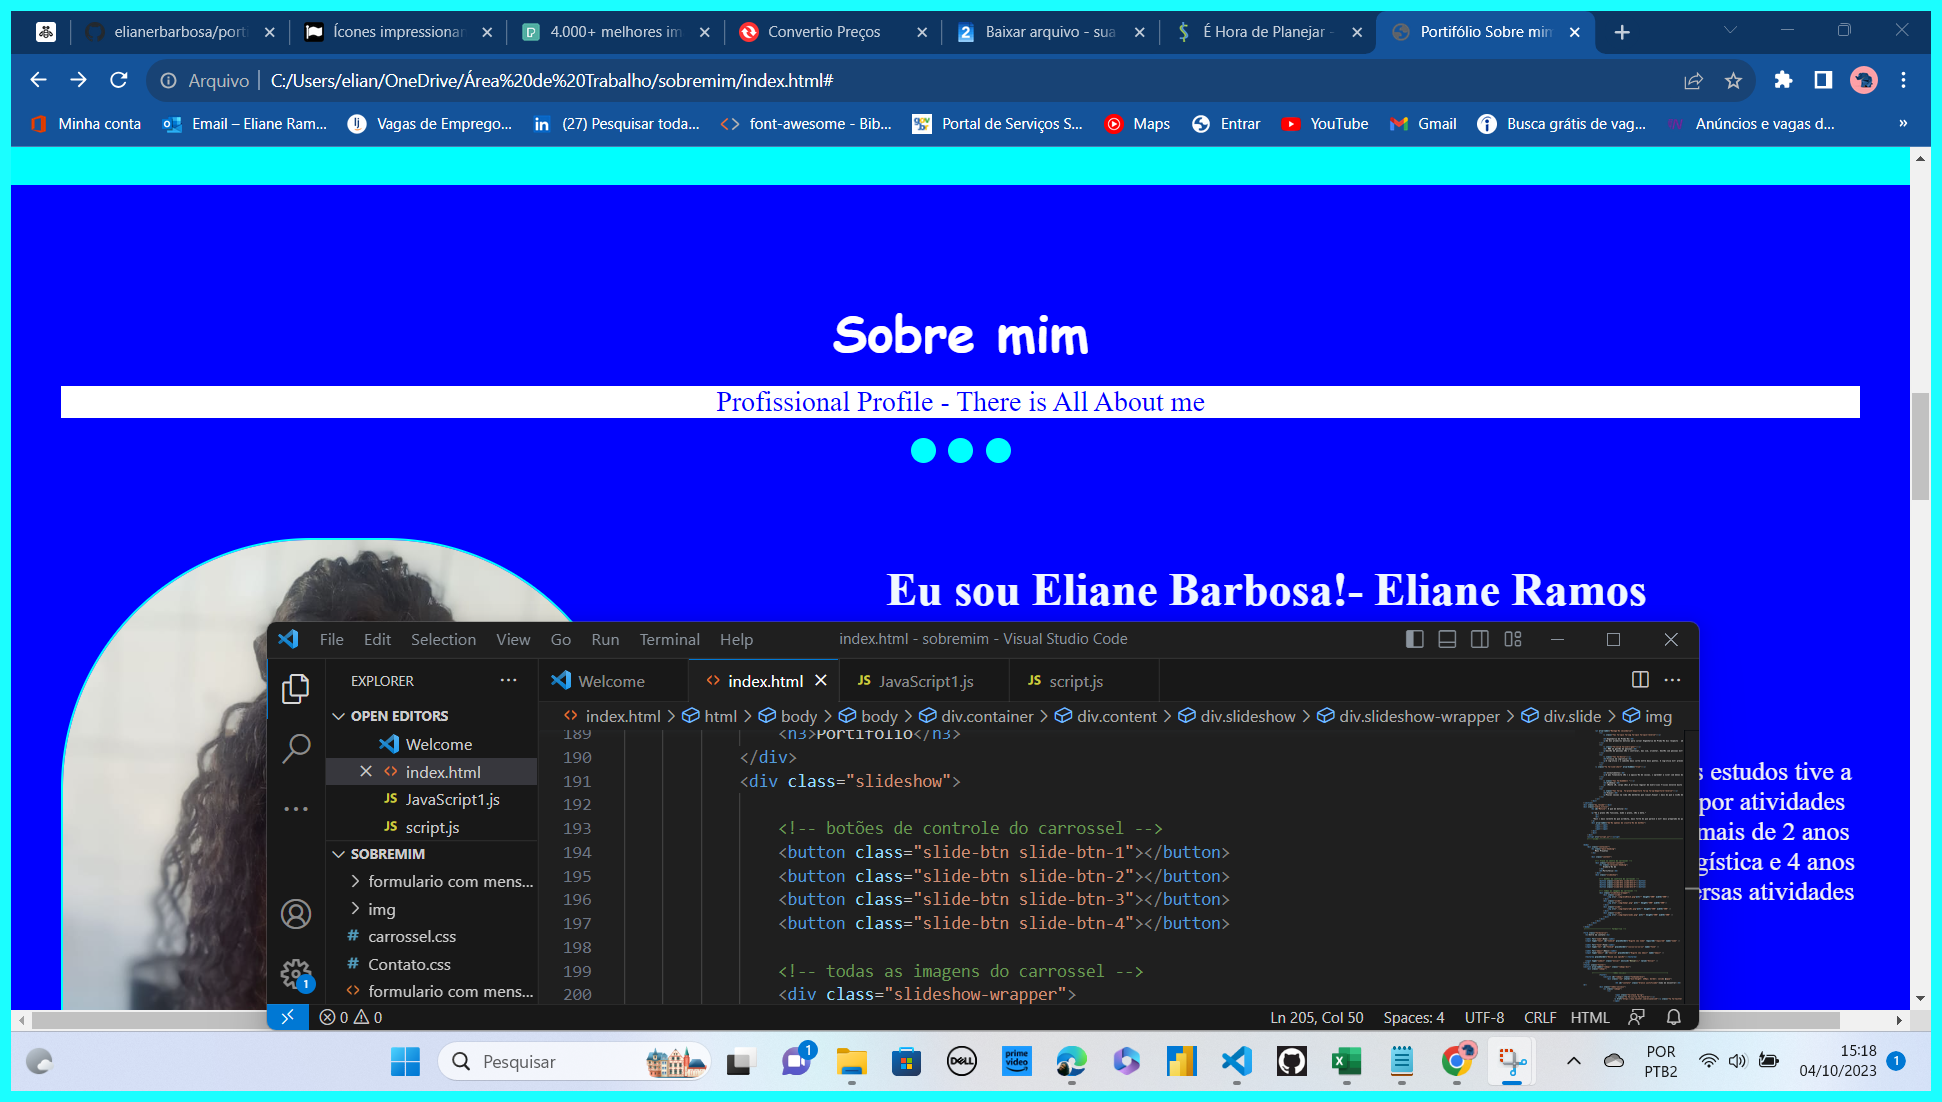 elianerbarbosa/porti
Ícones impressionan
4.000+ melhores im
Convertio Preços
Baixar arquivo - sua
É Hora de Planejar -
Portifólio Sobre mim
Arquivo
C:/Users/elian/OneDrive/Área%20de%20Trabalho/sobremim/index.html#
Minha conta
Email – Eliane Ram...
Vagas de Emprego...
(27) Pesquisar toda...
font-awesome - Bib...
Portal de Serviços S...
Maps
Entrar
YouTube
Gmail
Busca grátis de vag...
Anúncios e vagas d...
»
Sobre mim
Profissional Profile - There is All About me
Eu sou Eliane Barbosa!- Eliane Ramos
s estudos tive a
por atividades
mais de 2 anos
gística e 4 anos
ersas atividades
File Edit Selection View Go Run Terminal Help
index.html - sobremim - Visual Studio Code
EXPLORER
OPEN EDITORS
Welcome
index.html
JS JavaScript1.js
JS script.js
SOBREMIM
formulario com mens...
img
# carrossel.css
# Contato.css
<> formulario com mens...
Welcome
<> index.html
JS JavaScript1.js
JS script.js
<> index.html > html > body > body > div.container > div.content > div.slideshow > div.slideshow-wrapper > div.slide > img
189 <h3>Portifolio</h3>
190 </div>
191 <div class="slideshow">
192
193 <!-- botões de controle do carrossel -->
194 <button class="slide-btn slide-btn-1"></button>
195 <button class="slide-btn slide-btn-2"></button>
196 <button class="slide-btn slide-btn-3"></button>
197 <button class="slide-btn slide-btn-4"></button>
198
199 <!-- todas as imagens do carrossel -->
200 <div class="slideshow-wrapper">
1
0 0
Ln 205, Col 50 Spaces: 4 UTF-8 CRLF HTML
Pesquisar
1
DELL
prime video
POR
PTB2
15:18
04/10/2023
1